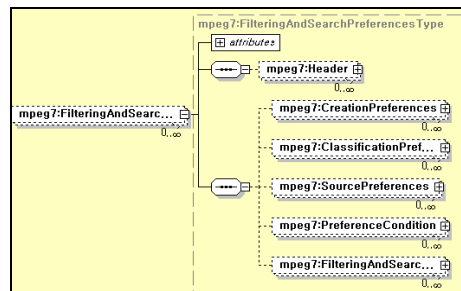 mpeg7:FilteringAndSearchPreferencesType
attributes
mpeg7:Header
0..∞
mpeg7:FilteringAndSearc...
0..∞
mpeg7:CreationPreferences
0..∞
mpeg7:ClassificationPref...
0..∞
mpeg7:SourcePreferences
0..∞
mpeg7:PreferenceCondition
0..∞
mpeg7:FilteringAndSearc...
0..∞